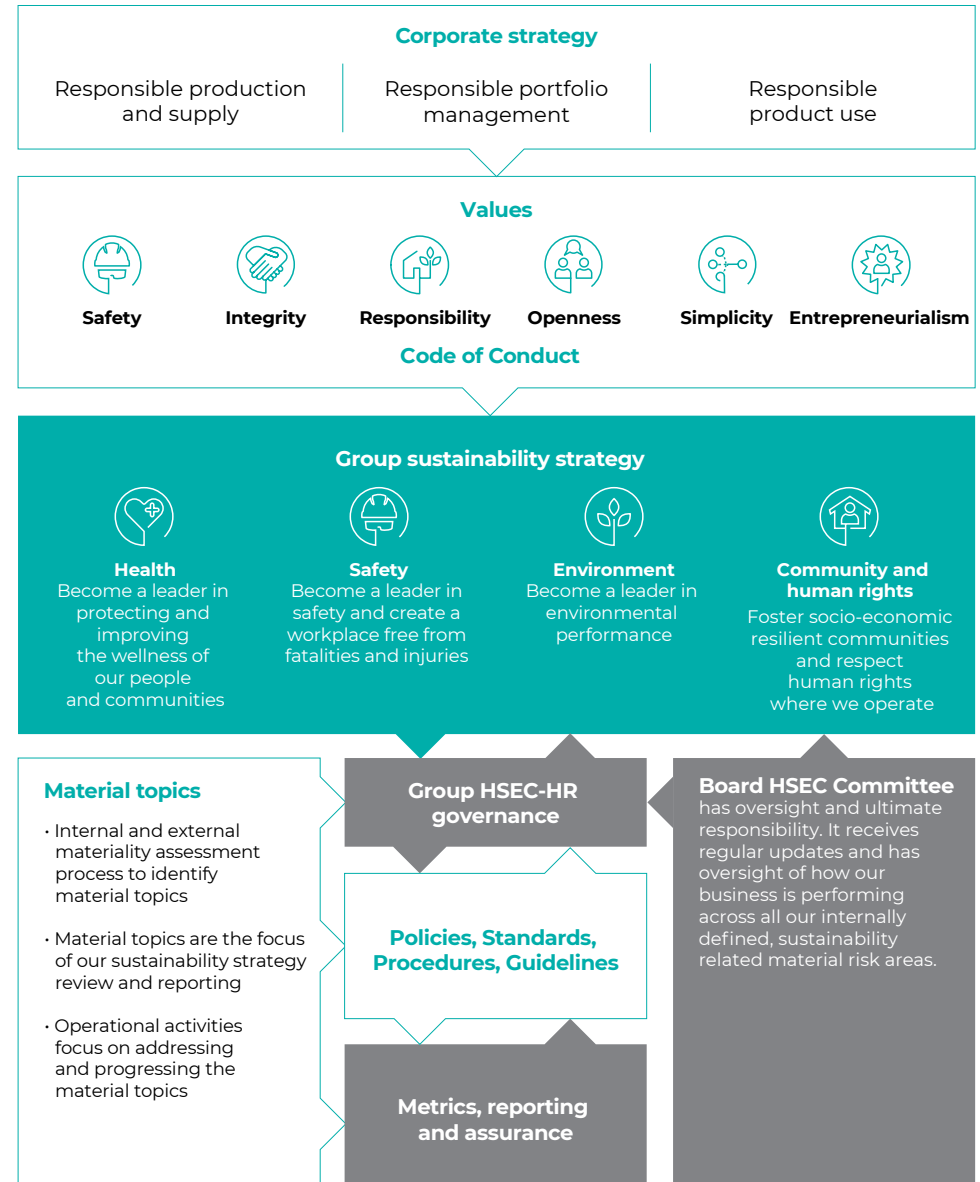 Corporate strategy
Responsible production
and supply
Responsible portfolio
management
Responsible
product use
Values
Safety
Integrity
Responsibility
Openness
Simplicity
Entrepreneurialism
Code of Conduct
Group sustainability strategy
Health
Become a leader in
protecting and
improving
the wellness of
our people
and communities
Safety
Become a leader in
safety and create a
workplace free from
fatalities and injuries
Environment
Become a leader in
environmental
performance
Community and
human rights
Foster socio-economic
resilient communities
and respect
human rights
where we operate
Material topics
• Internal and external
materiality assessment
process to identify
material topics
• Material topics are the focus
of our sustainability strategy
review and reporting
• Operational activities
focus on addressing
and progressing the
material topics
Group HSEC-HR
governance
Policies, Standards,
Procedures, Guidelines
Metrics, reporting
and assurance
Board HSEC Committee
has oversight and ultimate
responsibility. It receives
regular updates and has
oversight of how our
business is performing
across all our internally
defined, sustainability
related material risk areas.